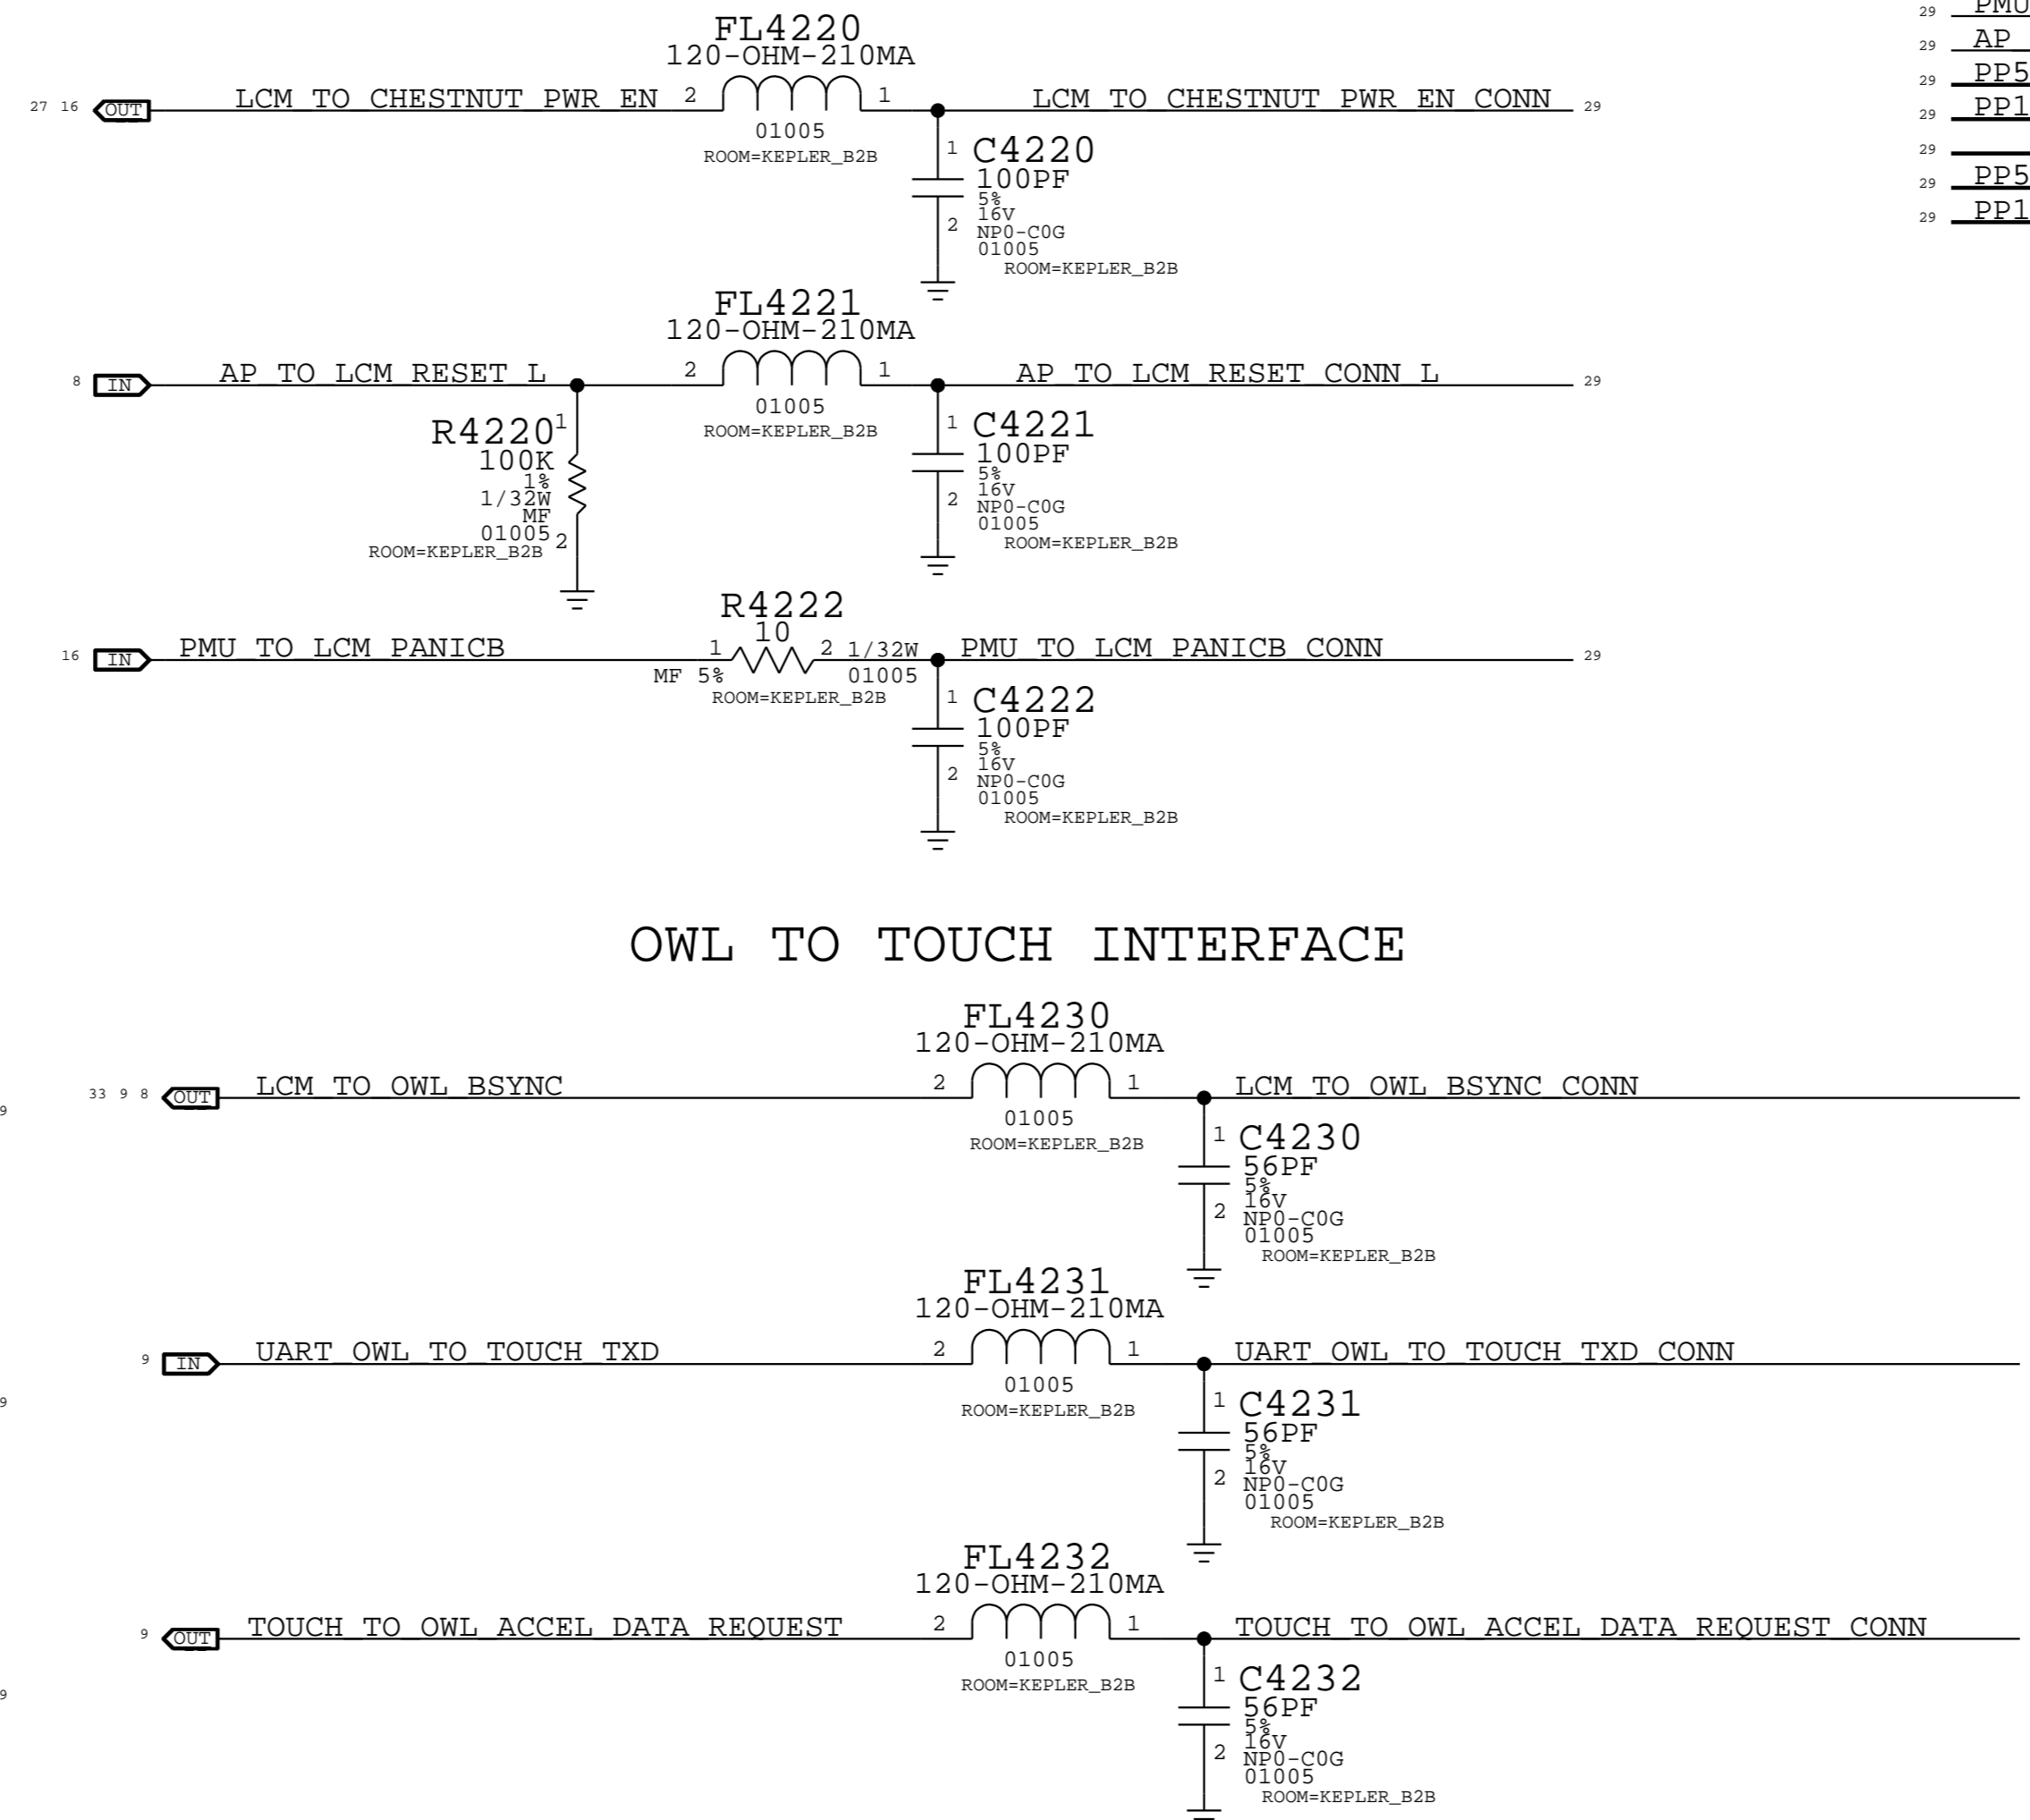 FL4220
120-OHM-210MA
27 16 OUT LCM_TO_CHESTNUT_PWR_EN 2 1 LCM_TO_CHESTNUT_PWR_EN_CONN 29
01005
ROOM=KEPLER_B2B
1 C4220
100PF
5%
16V
2 NP0-C0G
01005
ROOM=KEPLER_B2B
29 PMU
29 AP_
29 PP5
29 PP1
29
29 PP5
29 PP1
FL4221
120-OHM-210MA
8 IN AP_TO_LCM_RESET_L 2 1 AP_TO_LCM_RESET_CONN_L 29
01005
ROOM=KEPLER_B2B
R4220 1
100K
1%
1/32W
MF
01005 2
ROOM=KEPLER_B2B
1 C4221
100PF
5%
16V
2 NP0-C0G
01005
ROOM=KEPLER_B2B
R4222
10
16 IN PMU_TO_LCM_PANICB 1 2 1/32W PMU_TO_LCM_PANICB_CONN 29
MF 5% 01005
ROOM=KEPLER_B2B
1 C4222
100PF
5%
16V
2 NP0-C0G
01005
ROOM=KEPLER_B2B
OWL TO TOUCH INTERFACE
FL4230
120-OHM-210MA
33 9 8 OUT LCM_TO_OWL_BSYNC 2 1 LCM_TO_OWL_BSYNC_CONN
9
01005
ROOM=KEPLER_B2B
1 C4230
56PF
5%
16V
2 NP0-C0G
01005
ROOM=KEPLER_B2B
FL4231
120-OHM-210MA
9 IN UART_OWL_TO_TOUCH_TXD 2 1 UART_OWL_TO_TOUCH_TXD_CONN
01005
9
ROOM=KEPLER_B2B
1 C4231
56PF
5%
16V
2 NP0-C0G
01005
ROOM=KEPLER_B2B
FL4232
120-OHM-210MA
9 OUT TOUCH_TO_OWL_ACCEL_DATA_REQUEST 2 1 TOUCH_TO_OWL_ACCEL_DATA_REQUEST_CONN
01005
ROOM=KEPLER_B2B
9
1 C4232
56PF
5%
16V
2 NP0-C0G
01005
ROOM=KEPLER_B2B